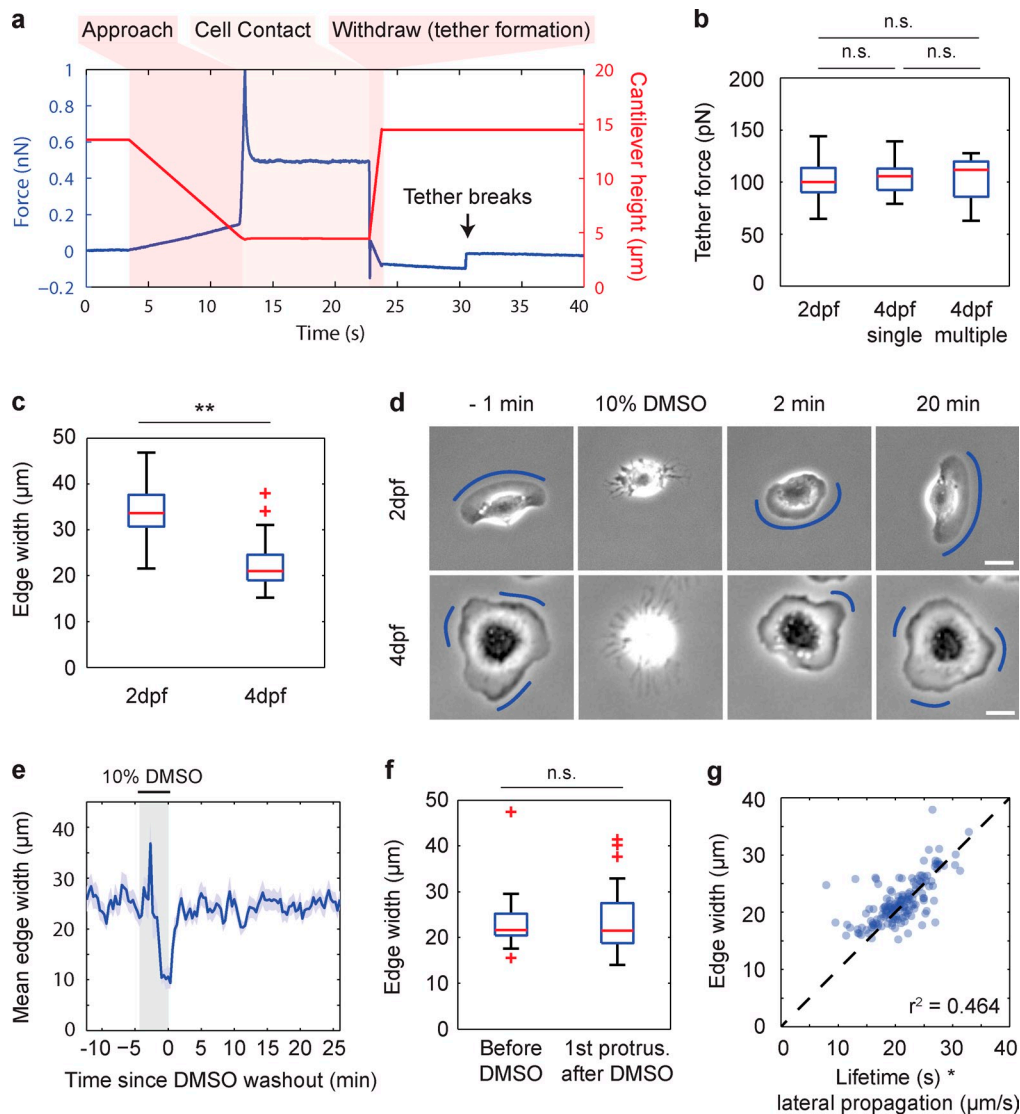 a
Approach
Cell Contact
Withdraw (tether formation)
Force (nN)
1
0.8
0.6
0.4
0.2
0
−0.2
Cantilever height (μm)
20
15
10
5
0
Tether breaks
0
5
10
15
20
25
30
35
40
Time (s)
b
n.s.
n.s.
n.s.
Tether force (pN)
200
150
100
50
0
2dpf
4dpf
single
4dpf
multiple
c
**
Edge width (μm)
50
40
30
20
10
0
2dpf
4dpf
d
- 1 min
10% DMSO
2 min
20 min
2dpf
4dpf
e
10% DMSO
Mean edge width (μm)
40
30
20
10
0
-10
−5
0
5
10
15
20
25
Time since DMSO washout (min)
f
n.s.
Edge width (μm)
50
40
30
20
10
0
Before
DMSO
1st protrus.
after DMSO
g
Edge width (μm)
40
30
20
10
0
r² = 0.464
0
10
20
30
40
Lifetime (s) *
lateral propagation (μm/s)